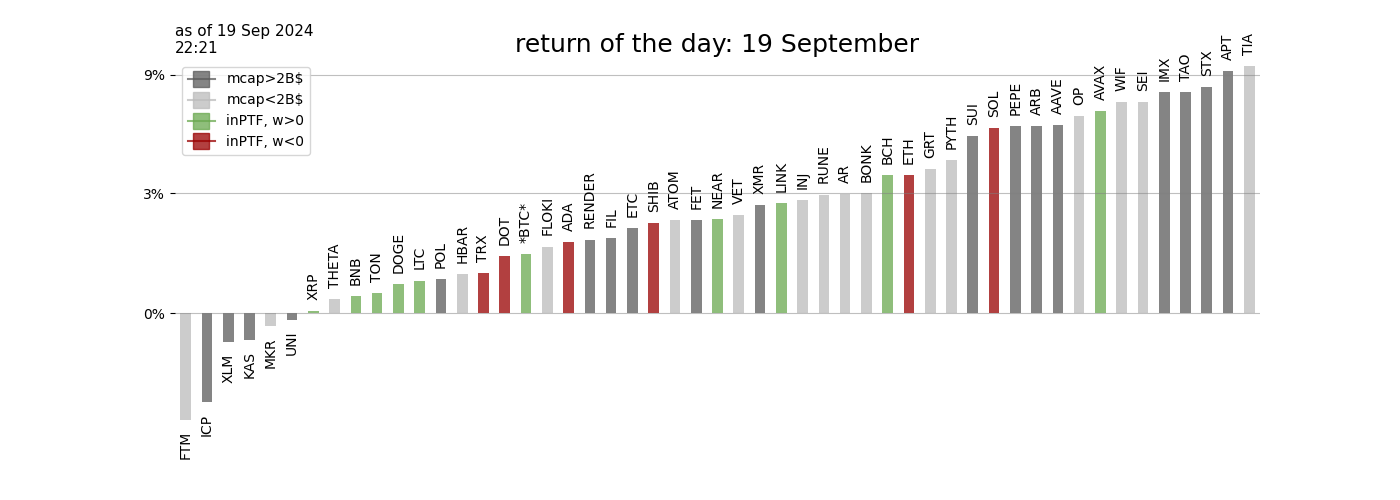 as of 19 Sep 2024
22:21
return of the day: 19 September
mcap>2B$
mcap<2B$
inPTF, w>0
inPTF, w<0
9%
3%
0%
FTM
ICP
XLM
KAS
MKR
UNI
XRP
THETA
BNB
TON
DOGE
LTC
POL
HBAR
TRX
DOT
*BTC*
FLOKI
ADA
RENDER
FIL
ETC
SHIB
ATOM
FET
NEAR
VET
XMR
LINK
INJ
RUNE
AR
BONK
BCH
ETH
GRT
PYTH
SUI
SOL
PEPE
ARB
AAVE
OP
AVAX
WIF
SEI
IMX
TAO
STX
APT
TIA